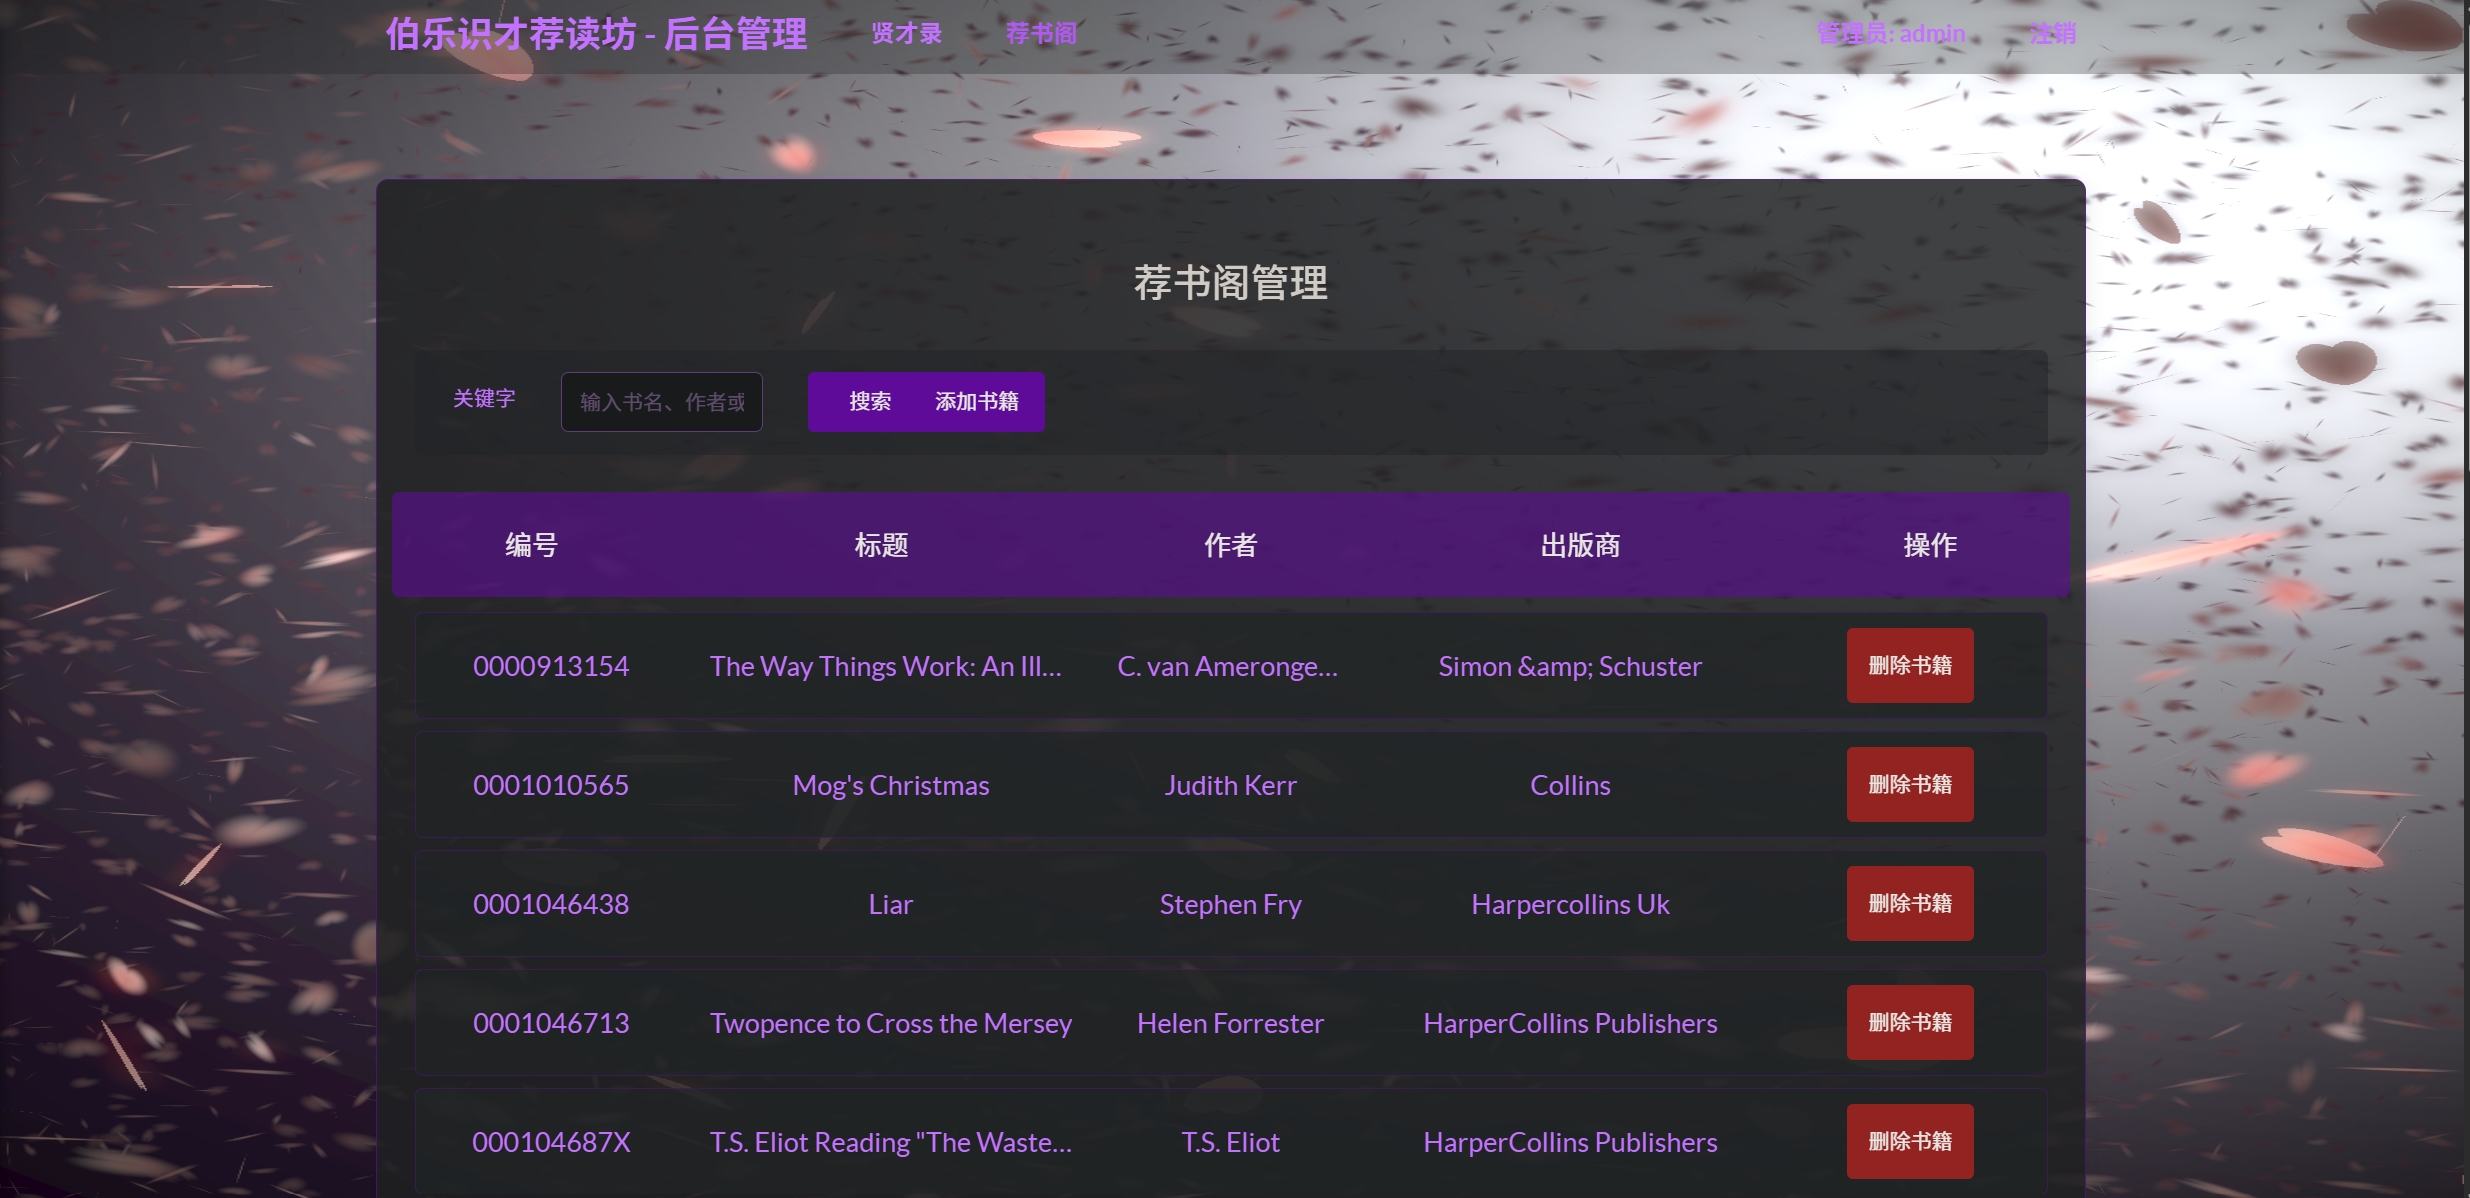 伯乐识才荐读坊 - 后台管理 贤才录 荐书阁 管理员: admin 注销
荐书阁管理
关键字 输入书名、作者或 搜索 添加书籍
编号 标题 作者 出版商 操作
0000913154 The Way Things Work: An Ill... C. van Ameronge... Simon &amp; Schuster 删除书籍
0001010565 Mog's Christmas Judith Kerr Collins 删除书籍
0001046438 Liar Stephen Fry Harpercollins Uk 删除书籍
0001046713 Twopence to Cross the Mersey Helen Forrester HarperCollins Publishers 删除书籍
000104687X T.S. Eliot Reading "The Waste... T.S. Eliot HarperCollins Publishers 删除书籍